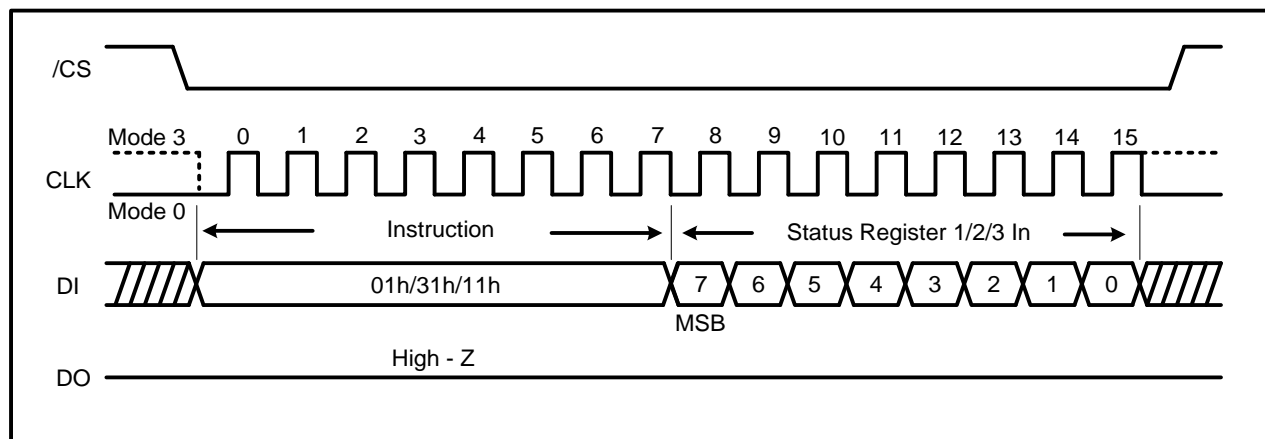 /CS
Mode 3 0 1 2 3 4 5 6 7 8 9 10 11 12 13 14 15
CLK
Mode 0
Instruction Status Register 1/2/3 In
DI 01h/31h/11h 7 6 5 4 3 2 1 0
MSB
High - Z
DO